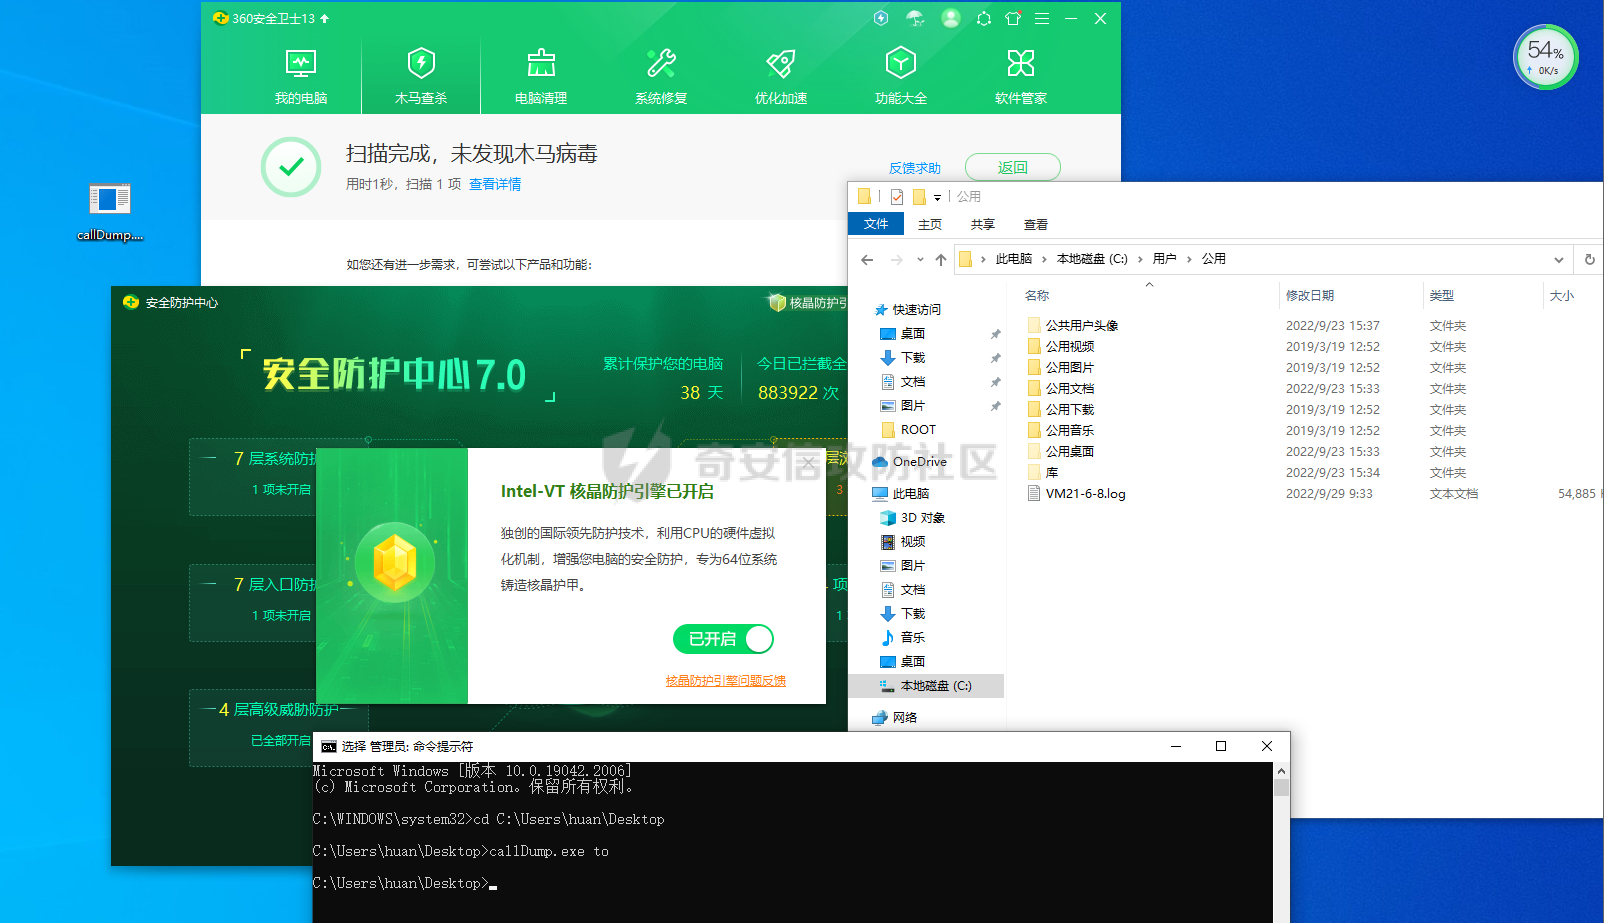 360安全卫士13
我的电脑
木马查杀
电脑清理
系统修复
优化加速
功能大全
软件管家
54%
0K/s
扫描完成，未发现木马病毒
用时1秒，扫描 1 项 查看详情
反馈求助
返回
如您还有进一步需求，可尝试以下产品和功能：
callDump....
安全防护中心
核晶防护引
安全防护中心7.0
累计保护您的电脑
38 天
今日已拦截全
883922 次
7 层系统防护
1 项未开启
7 层入口防护
1 项未开启
4 层高级威胁防护
已全部开启
层
3
项
1
Intel-VT 核晶防护引擎已开启
独创的国际领先防护技术，利用CPU的硬件虚拟
化机制，增强您电脑的安全防护，专为64位系统
铸造核晶护甲。
已开启
核晶防护引擎问题反馈
奇安信攻防社区
公用
文件
主页
共享
查看
此电脑 › 本地磁盘 (C:) › 用户 › 公用
快速访问
桌面
下载
文档
图片
ROOT
OneDrive
此电脑
3D 对象
视频
图片
文档
下载
音乐
桌面
本地磁盘 (C:)
网络
名称 修改日期 类型 大小
公共用户头像 2022/9/23 15:37 文件夹
公用视频 2019/3/19 12:52 文件夹
公用图片 2019/3/19 12:52 文件夹
公用文档 2022/9/23 15:33 文件夹
公用下载 2019/3/19 12:52 文件夹
公用音乐 2019/3/19 12:52 文件夹
公用桌面 2022/9/23 15:33 文件夹
库 2022/9/23 15:34 文件夹
VM21-6-8.log 2022/9/29 9:33 文本文档 54,885
选择 管理员: 命令提示符
Microsoft Windows [版本 10.0.19042.2006]
(c) Microsoft Corporation。保留所有权利。
C:\WINDOWS\system32>cd C:\Users\huan\Desktop
C:\Users\huan\Desktop>callDump.exe to
C:\Users\huan\Desktop>